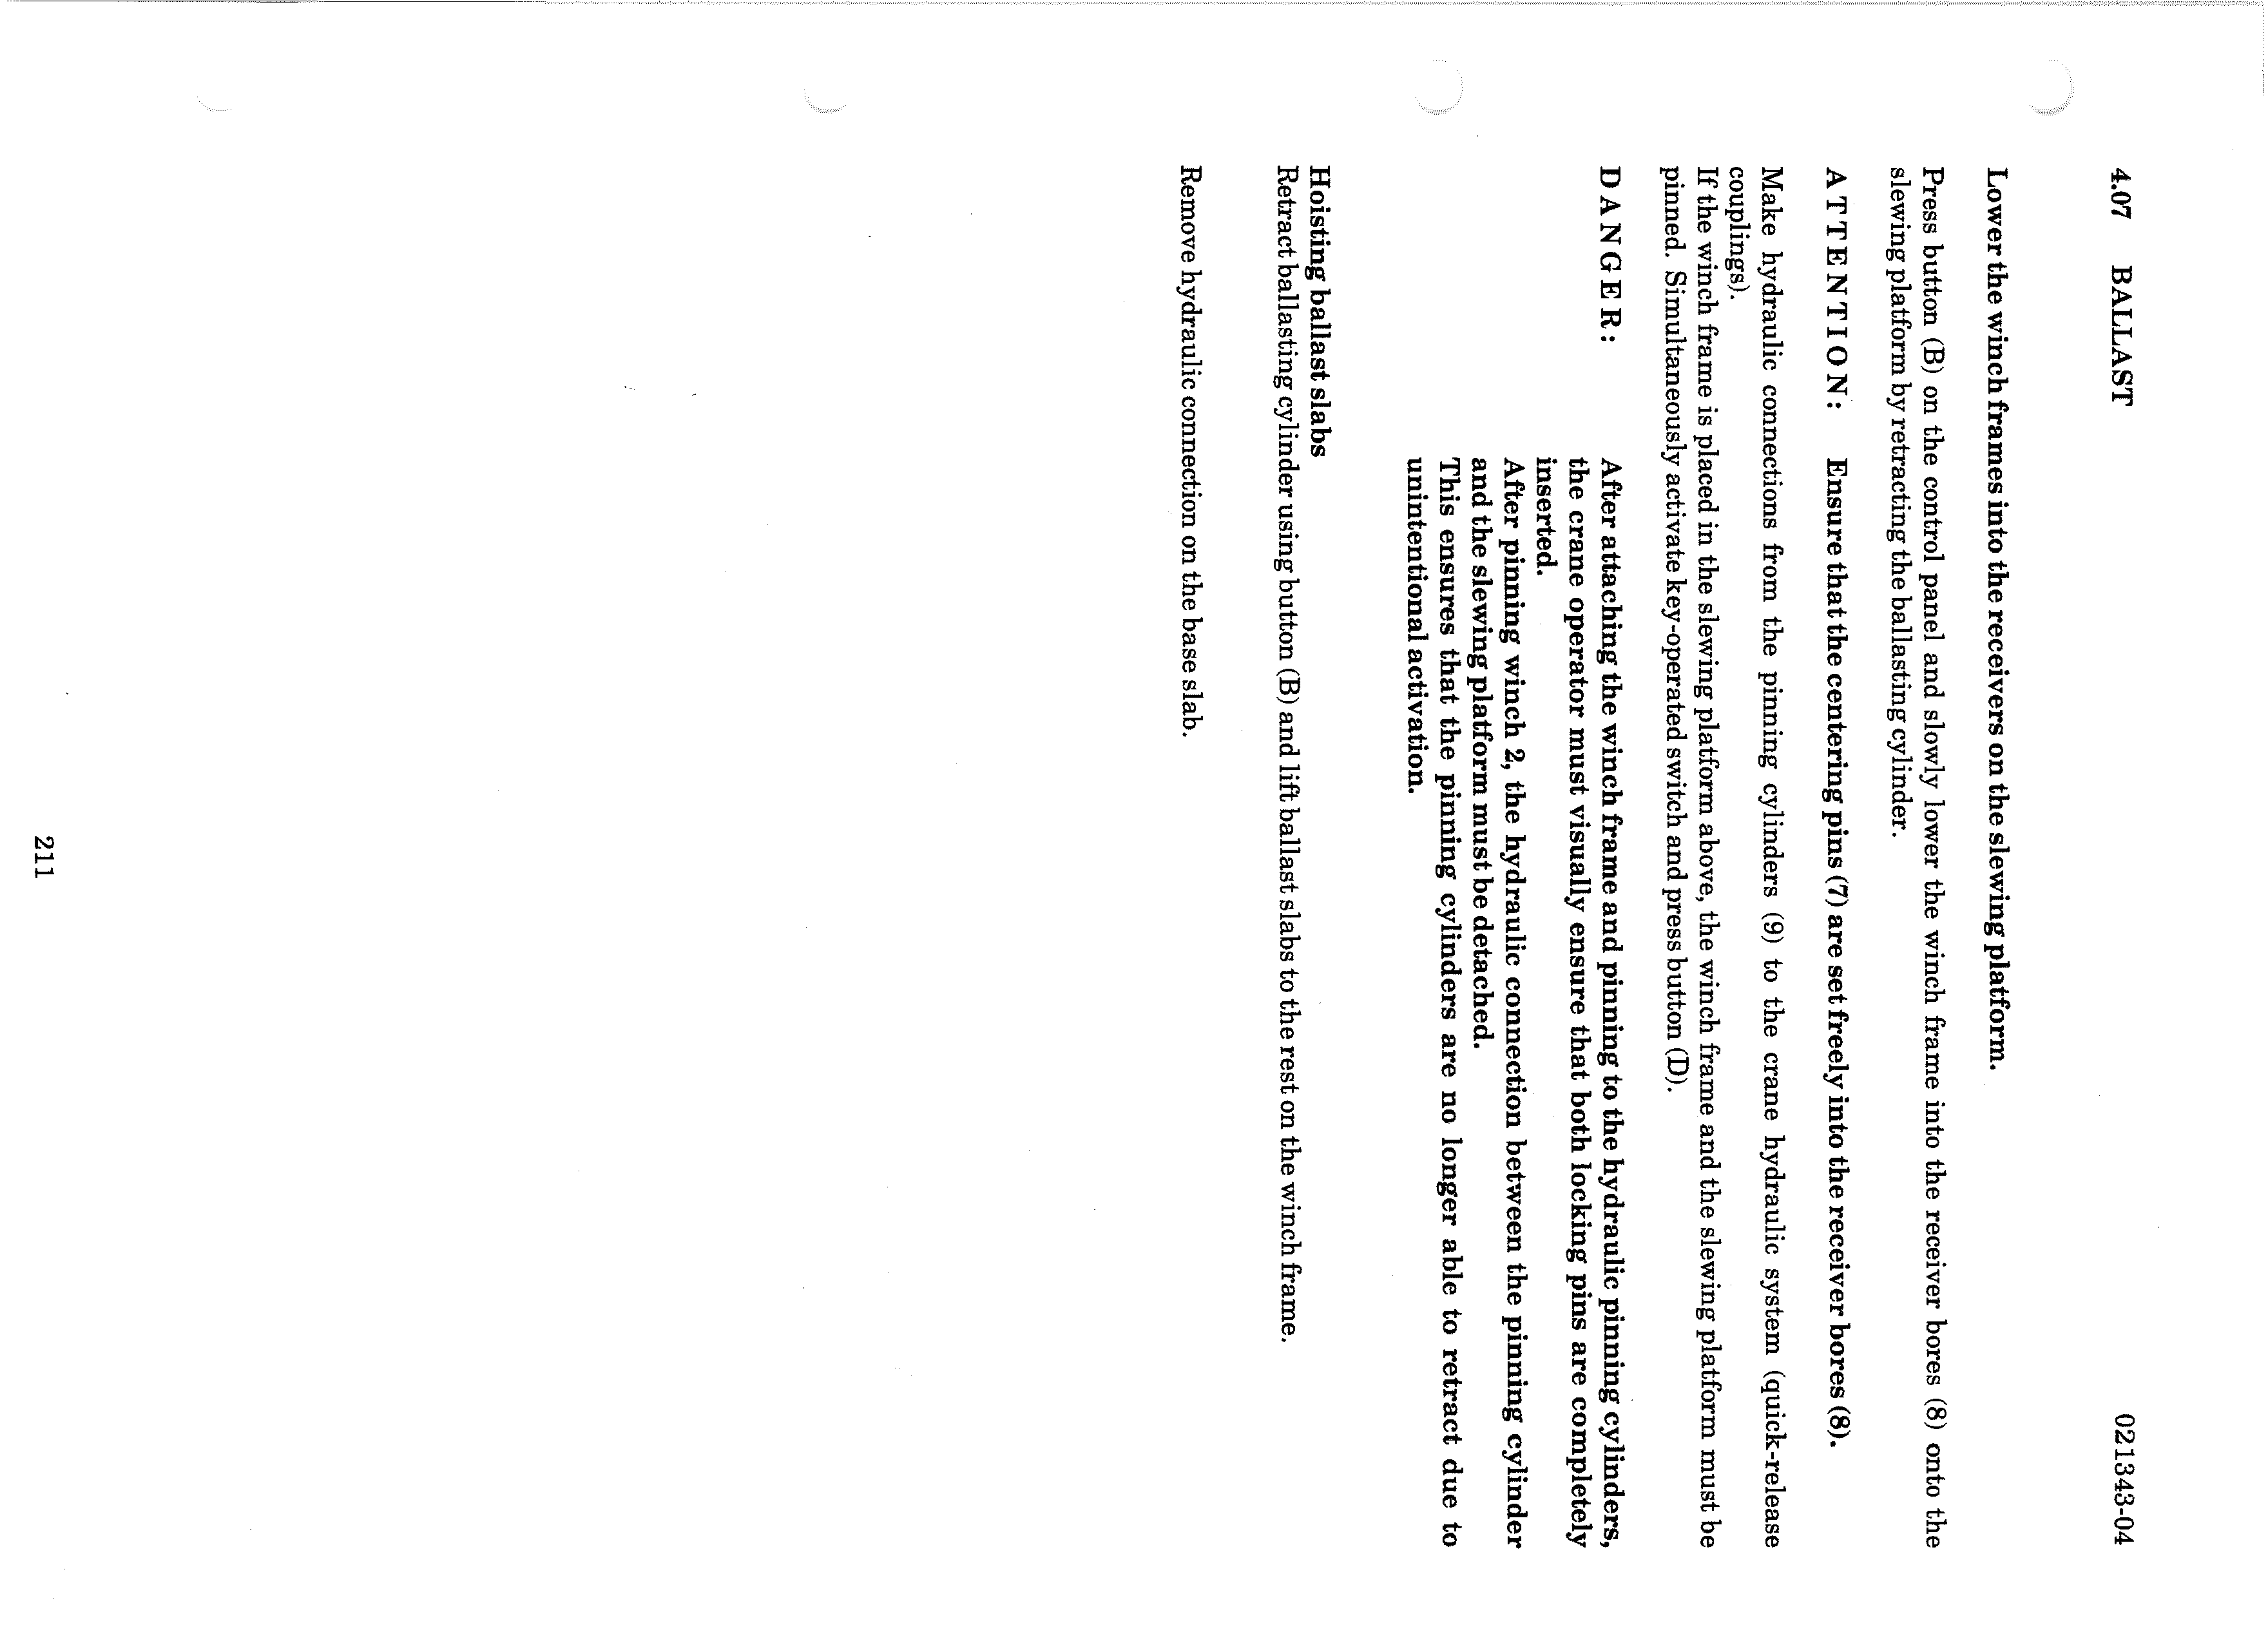 4.07 BALLAST 021343-04
Lower the winch frames into the receivers on the slewing platform.
Press button (B) on the control panel and slowly lower the winch frame into the receiver bores (8) onto the
slewing platform by retracting the ballasting cylinder.
ATTENTION: Ensure that the centering pins (7) are set freely into the receiver bores (8).
Make hydraulic connections from the pinning cylinders (9) to the crane hydraulic system (quick-release
couplings).
If the winch frame is placed in the slewing platform above, the winch frame and the slewing platform must be
pinned. Simultaneously activate key-operated switch and press button (D).
DANGER: After attaching the winch frame and pinning to the hydraulic pinning cylinders,
the crane operator must visually ensure that both locking pins are completely
inserted.
After pinning winch 2, the hydraulic connection between the pinning cylinder
and the slewing platform must be detached.
This ensures that the pinning cylinders are no longer able to retract due to
unintentional activation.
Hoisting ballast slabs
Retract ballasting cylinder using button (B) and lift ballast slabs to the rest on the winch frame.
Remove hydraulic connection on the base slab.
211